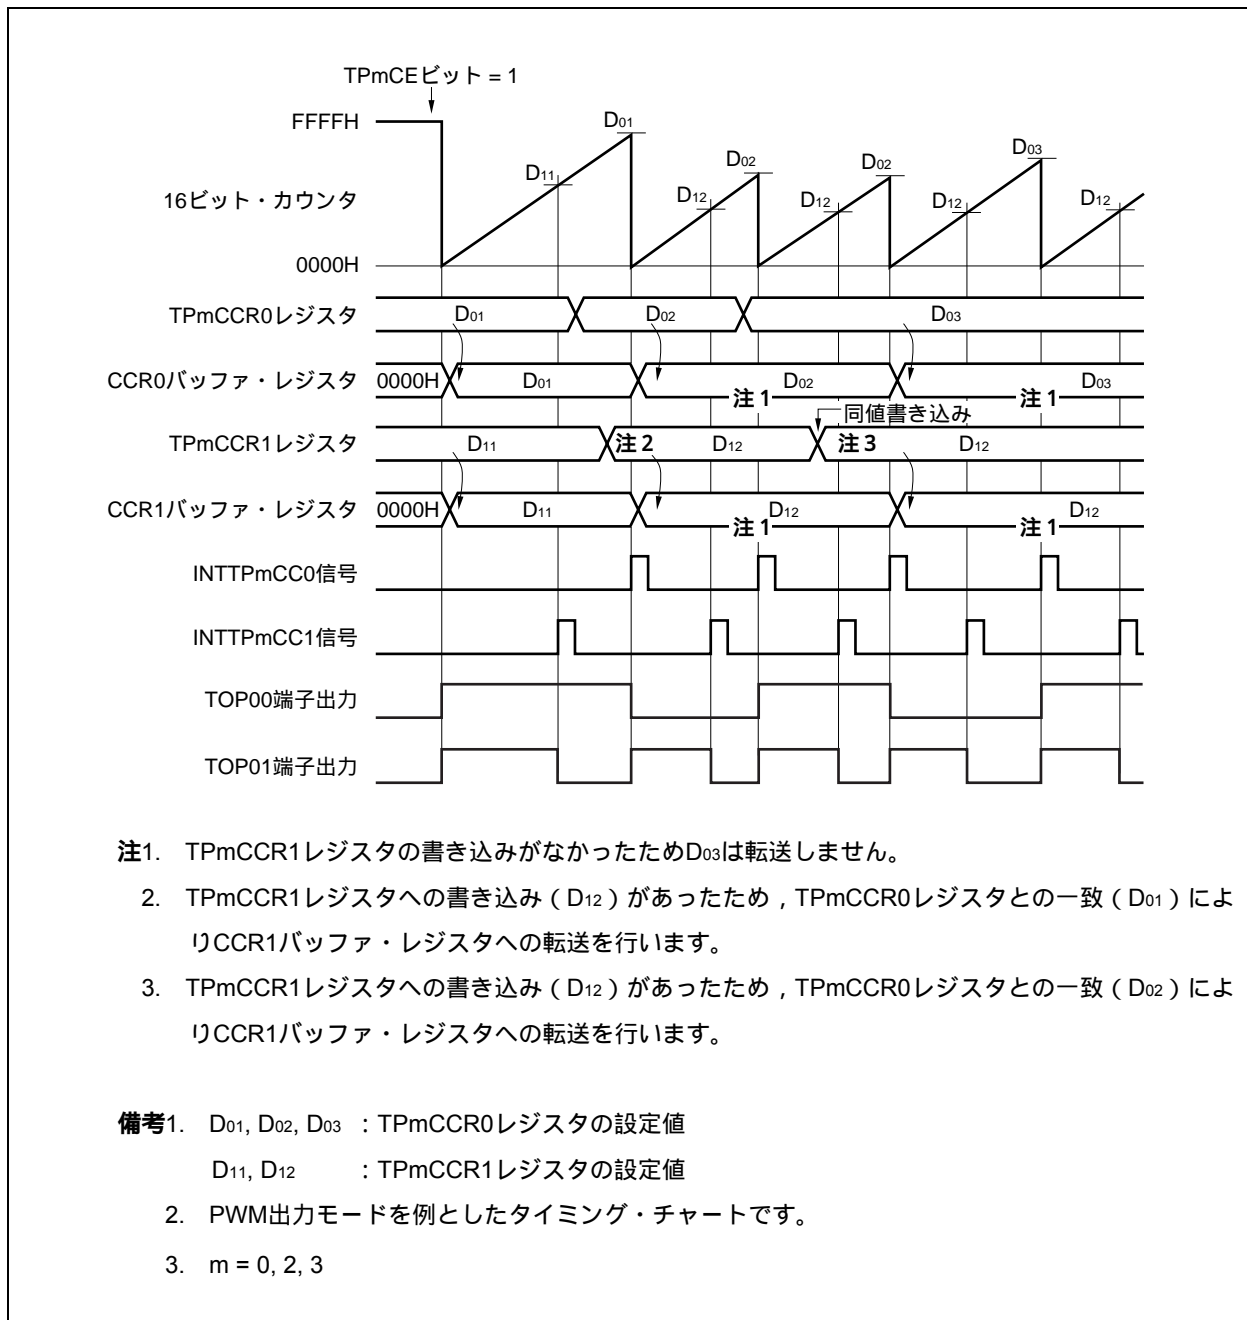 TPmCEビット = 1
FFFFH
D01
D11
D02
D12
D02
D12
D03
D12
D12
16ビット・カウンタ
0000H
TPmCCR0レジスタ
D01
D02
D03
CCR0バッファ・レジスタ
0000H
D01
D02
注1
D03
注1
同値書き込み
TPmCCR1レジスタ
D11
注2
D12
注3
D12
CCR1バッファ・レジスタ
0000H
D11
D12
注1
D12
注1
INTTPmCC0信号
INTTPmCC1信号
TOP00端子出力
TOP01端子出力
注1. TPmCCR1レジスタの書き込みがなかったためD03は転送しません。
2. TPmCCR1レジスタへの書き込み（D12）があったため，TPmCCR0レジスタとの一致（D01）によ
りCCR1バッファ・レジスタへの転送を行います。
3. TPmCCR1レジスタへの書き込み（D12）があったため，TPmCCR0レジスタとの一致（D02）によ
りCCR1バッファ・レジスタへの転送を行います。
備考1. D01, D02, D03 ：TPmCCR0レジスタの設定値
D11, D12 ：TPmCCR1レジスタの設定値
2. PWM出力モードを例としたタイミング・チャートです。
3. m = 0, 2, 3